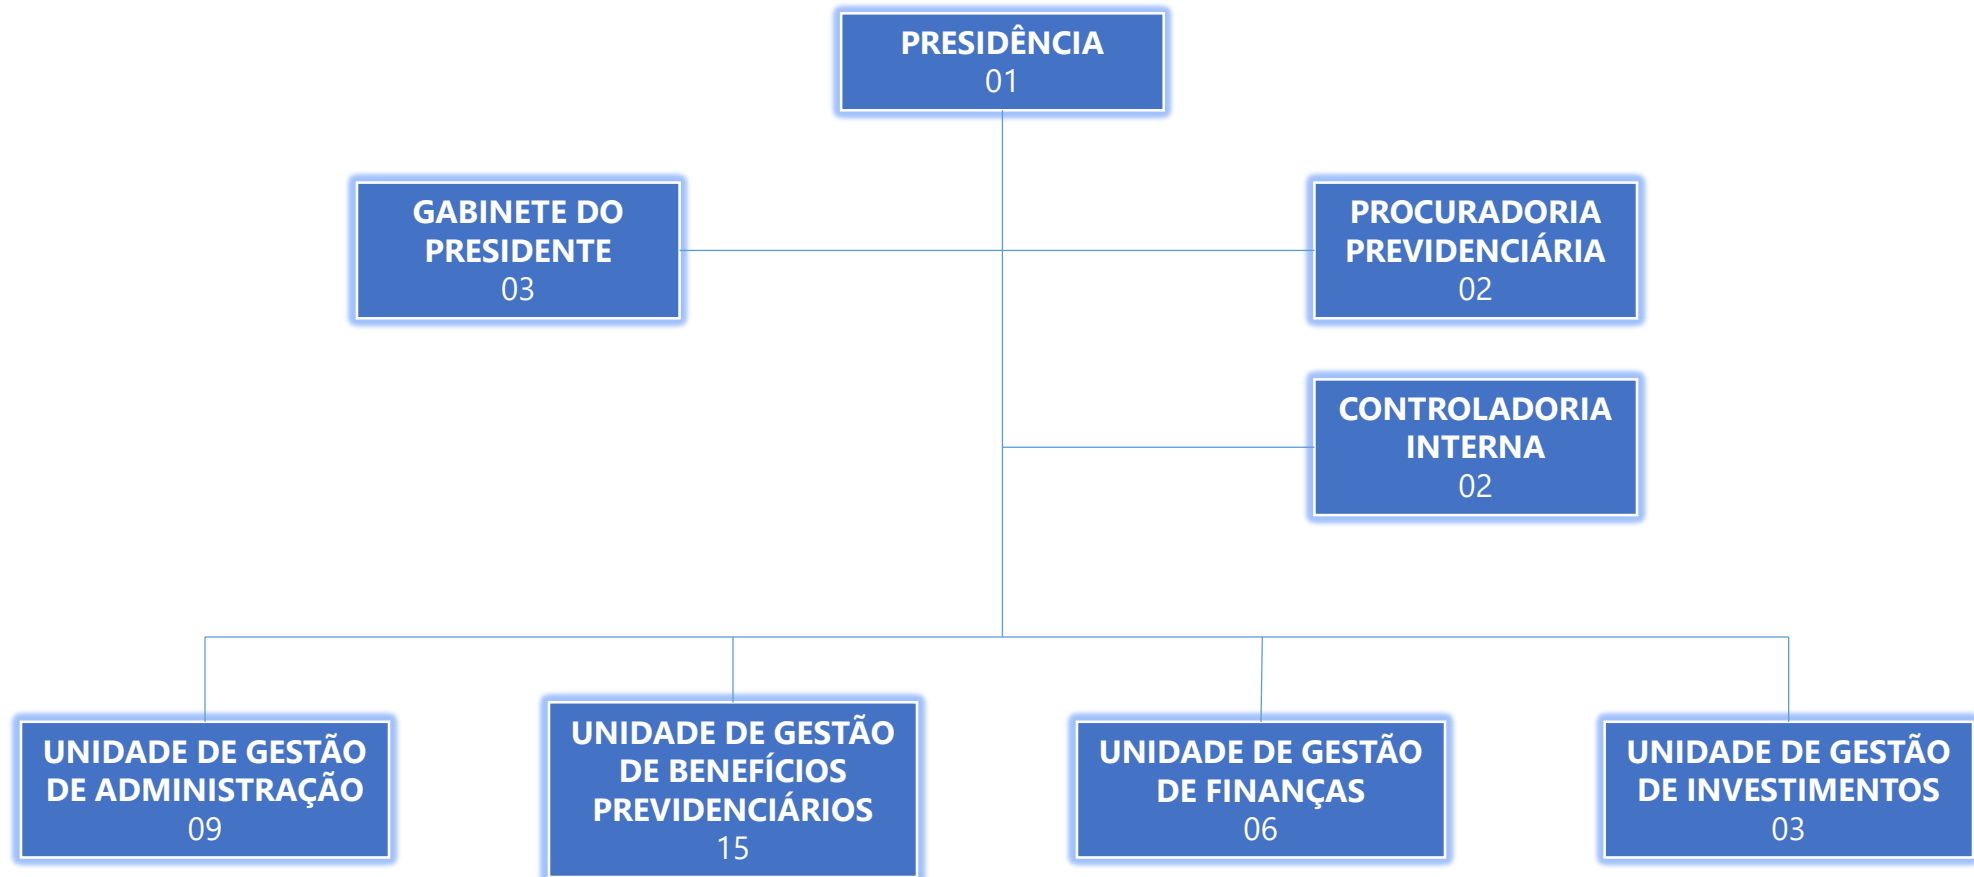 PRESIDÊNCIA
01
GABINETE DO
PRESIDENTE
03
PROCURADORIA
PREVIDENCIÁRIA
02
CONTROLADORIA
INTERNA
02
UNIDADE DE GESTÃO
DE ADMINISTRAÇÃO
09
UNIDADE DE GESTÃO
DE BENEFÍCIOS
PREVIDENCIÁRIOS
15
UNIDADE DE GESTÃO
DE FINANÇAS
06
UNIDADE DE GESTÃO
DE INVESTIMENTOS
03